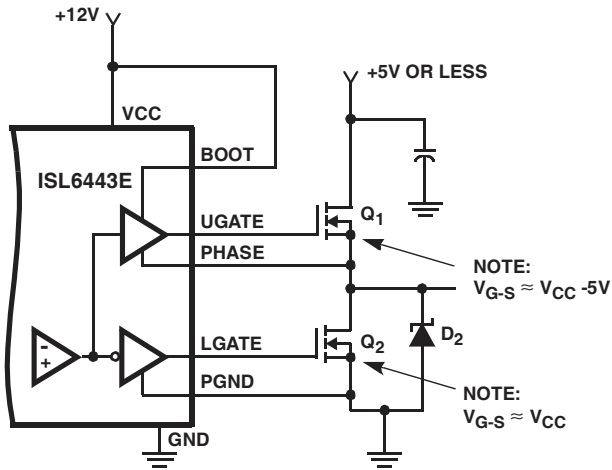 +12V
+5V OR LESS
VCC
BOOT
ISL6443E
UGATE
Q1
PHASE
NOTE:
VG-S ≈ VCC -5V
-
+
LGATE
Q2
D2
PGND
NOTE:
VG-S ≈ VCC
GND